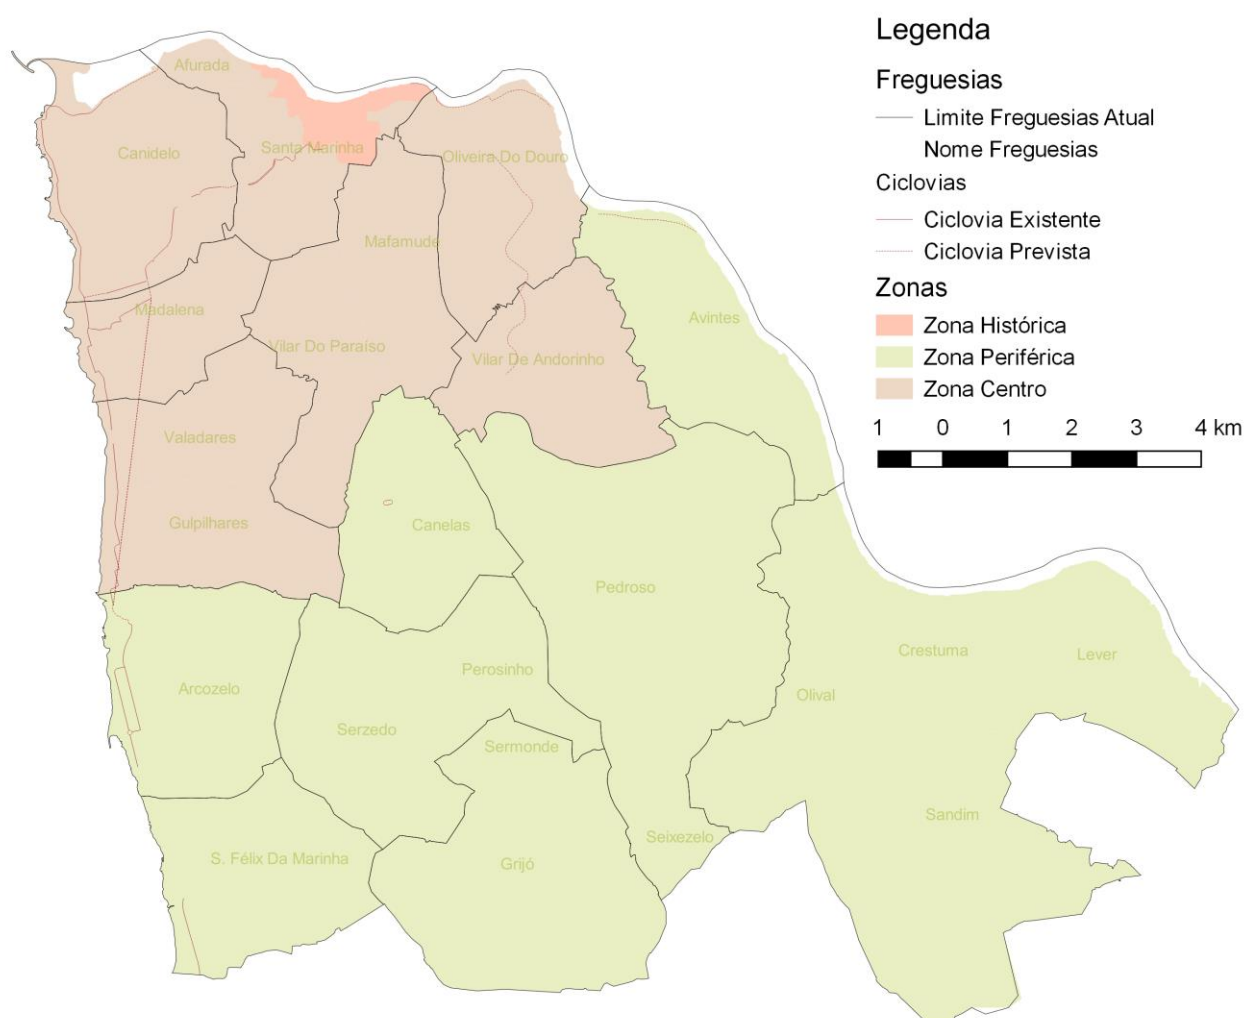 Legenda
Freguesias
Limite Freguesias Atual
Nome Freguesias
Ciclovias
Ciclovia Existente
Ciclovia Prevista
Zonas
Zona Histórica
Zona Periférica
Zona Centro
1 0 1 2 3 4 km
Afurada
Canidelo
Santa Marinha
Oliveira Do Douro
Mafamude
Madalena
Vilar Do Paraíso
Vilar De Andorinho
Avintes
Valadares
Gulpilhares
Canelas
Pedroso
Crestuma
Lever
Perosinho
Arcozelo
Olival
Serzedo
Sermonde
Sandim
Seixezelo
S. Félix Da Marinha
Grijó